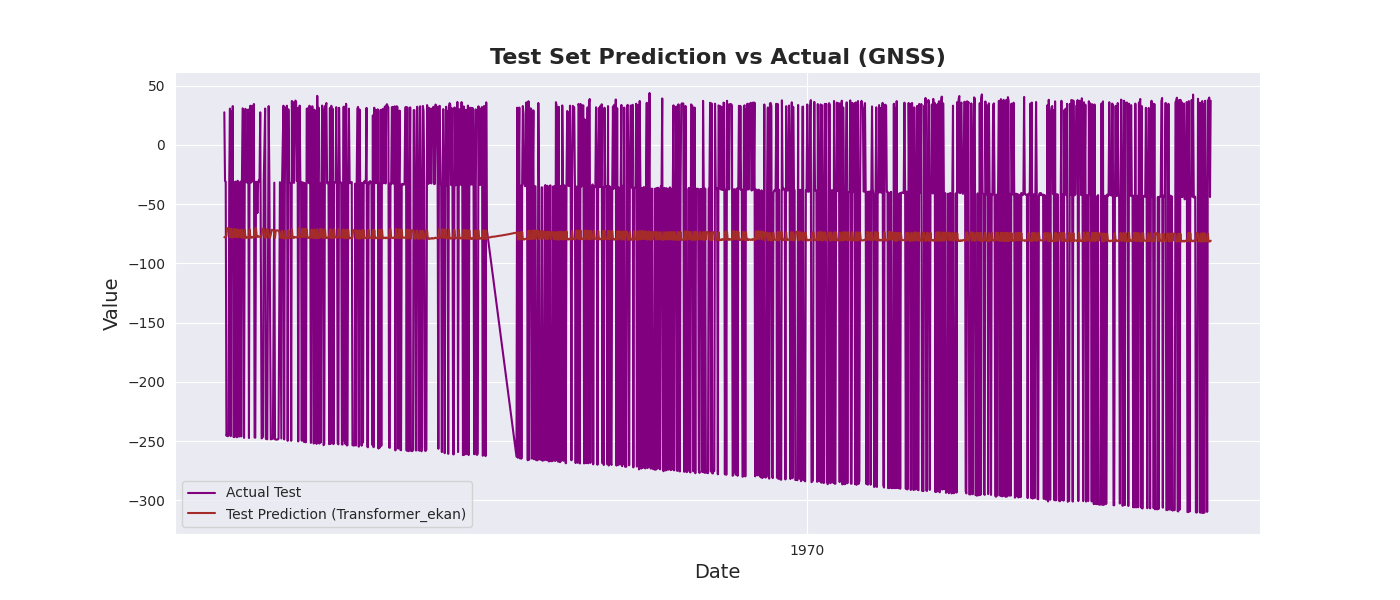 Test Set Prediction vs Actual (GNSS)
Value
50
0
−50
−100
−150
−200
−250
−300
Actual Test
Test Prediction (Transformer_ekan)
1970
Date